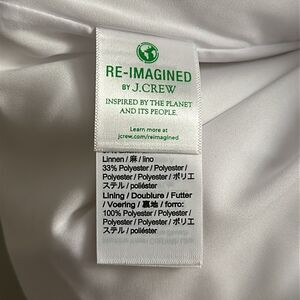 RE-IMAGINED
BY J.CREW
INSPIRED BY THE PLANET
AND ITS PEOPLE.
Learn more at
jcrew.com/reimagined
Linnen / 麻 / lino
33% Polyester / Polyester /
Polyester / Polyester / ポリエ
ステル / poliéster
Lining / Doublure / Futter
/ Voering / 裏地 / forro:
100% Polyester / Polyester /
Polyester / Polyester / ポリエ
ステル / poliéster